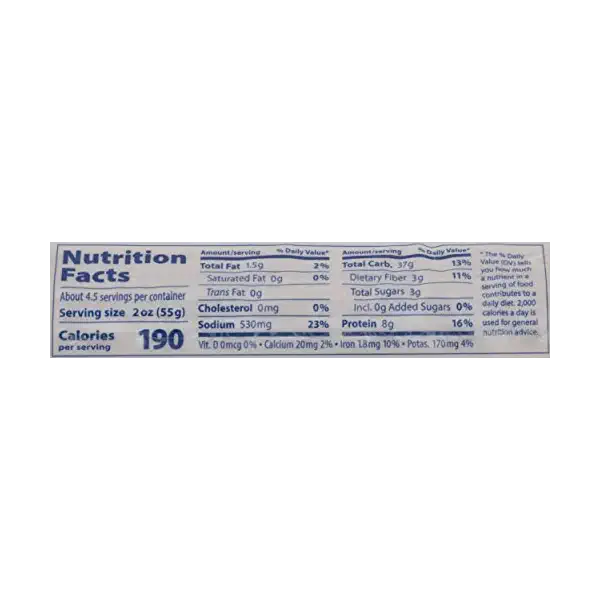 Nutrition
Facts
About 4.5 servings per container
Serving size 2 oz (55g)
Calories
per serving
190
Amount/serving % Daily Value*
Total Fat 1.5g 2%
Saturated Fat 0g 0%
Trans Fat 0g
Cholesterol 0mg 0%
Sodium 530mg 23%
Amount/serving % Daily Value*
Total Carb. 37g 13%
Dietary Fiber 3g 11%
Total Sugars 3g
Incl. 0g Added Sugars 0%
Protein 8g 16%
Vit. D 0mcg 0% • Calcium 20mg 2% • Iron 1.8mg 10% • Potas. 170mg 4%
* The % Daily
Value (DV) tells
you how much
a nutrient in a
serving of food
contributes to a
daily diet. 2,000
calories a day is
used for general
nutrition advice.